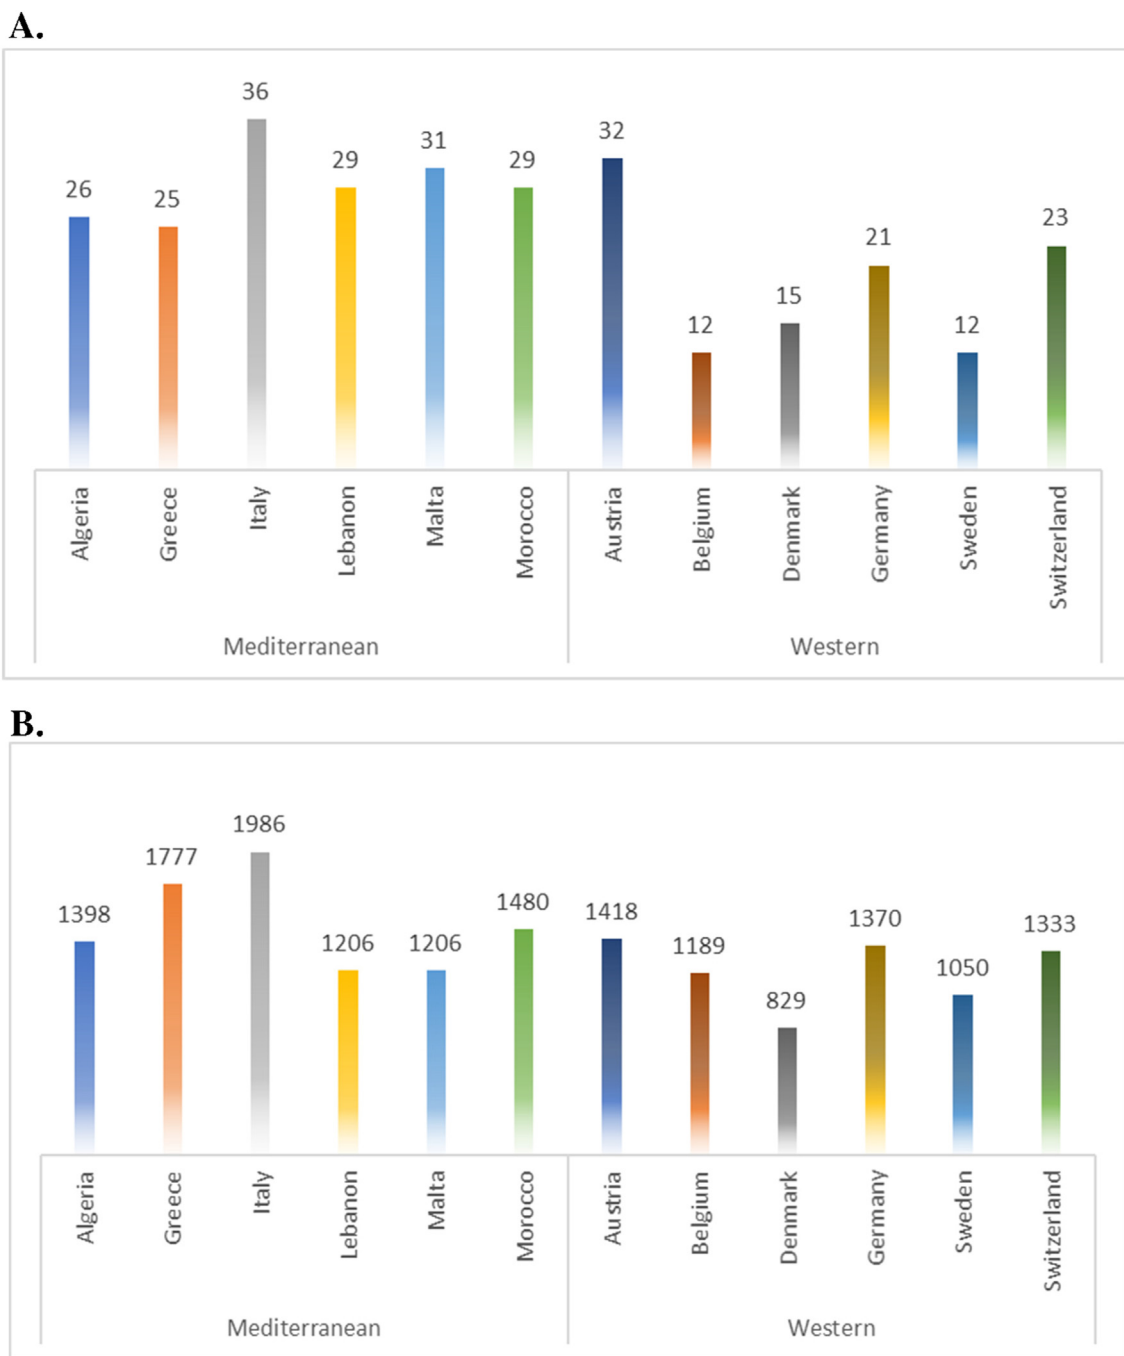 A.
36
32
31
29
29
26
25
23
21
15
12
12
Algeria
Greece
Italy
Lebanon
Malta
Morocco
Austria
Belgium
Denmark
Germany
Sweden
Switzerland
Mediterranean
Western
B.
1986
1777
1480
1418
1398
1370
1333
1206
1206
1189
1050
829
Algeria
Greece
Italy
Lebanon
Malta
Morocco
Austria
Belgium
Denmark
Germany
Sweden
Switzerland
Mediterranean
Western